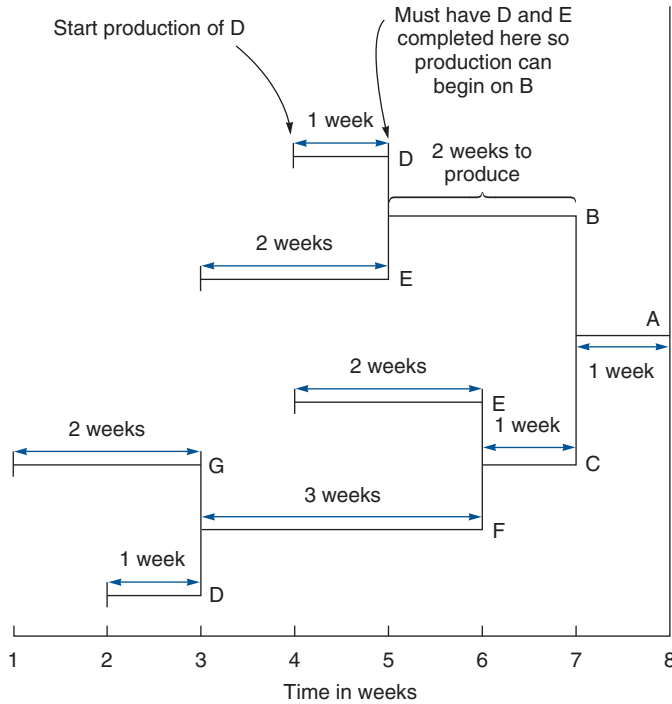 Start production of D
Must have D and E
completed here so
production can
begin on B
1 week
D
2 weeks to
produce
B
2 weeks
E
A
1 week
2 weeks
E
1 week
C
2 weeks
G
3 weeks
F
1 week
D
1 2 3 4 5 6 7 8
Time in weeks